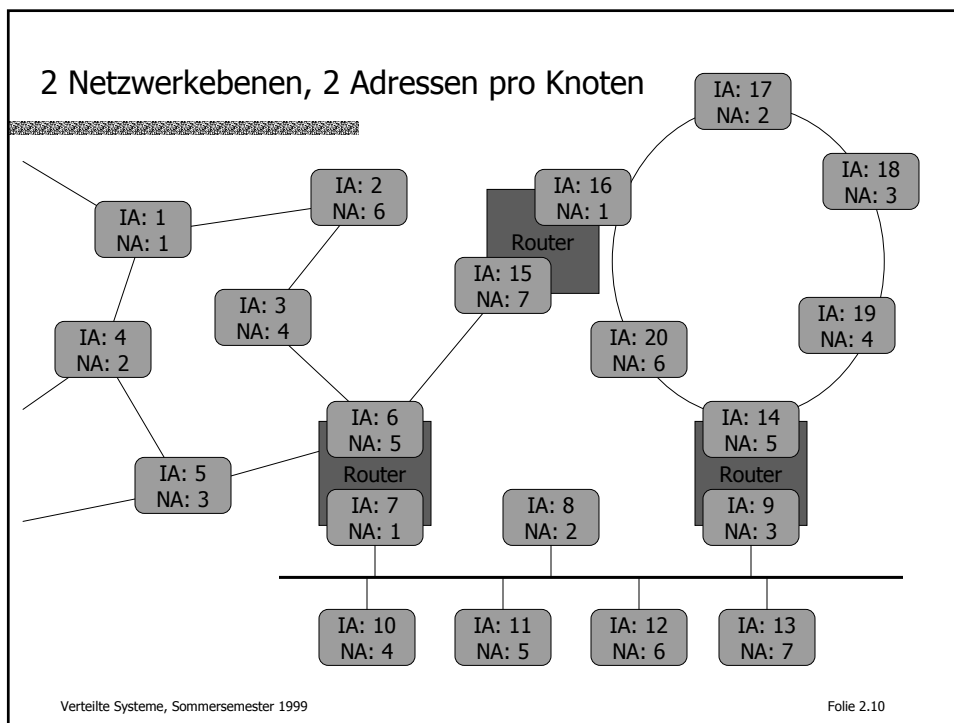 2 Netzwerkebenen, 2 Adressen pro Knoten
IA: 17
NA: 2
IA: 18
NA: 3
IA: 2
NA: 6
IA: 16
NA: 1
IA: 1
NA: 1
Router
IA: 15
NA: 7
IA: 3
NA: 4
IA: 19
NA: 4
IA: 4
NA: 2
IA: 20
NA: 6
IA: 6
NA: 5
IA: 14
NA: 5
IA: 5
NA: 3
Router
Router
IA: 7
NA: 1
IA: 8
NA: 2
IA: 9
NA: 3
IA: 10
NA: 4
IA: 11
NA: 5
IA: 12
NA: 6
IA: 13
NA: 7
Verteilte Systeme, Sommersemester 1999
Folie 2.10